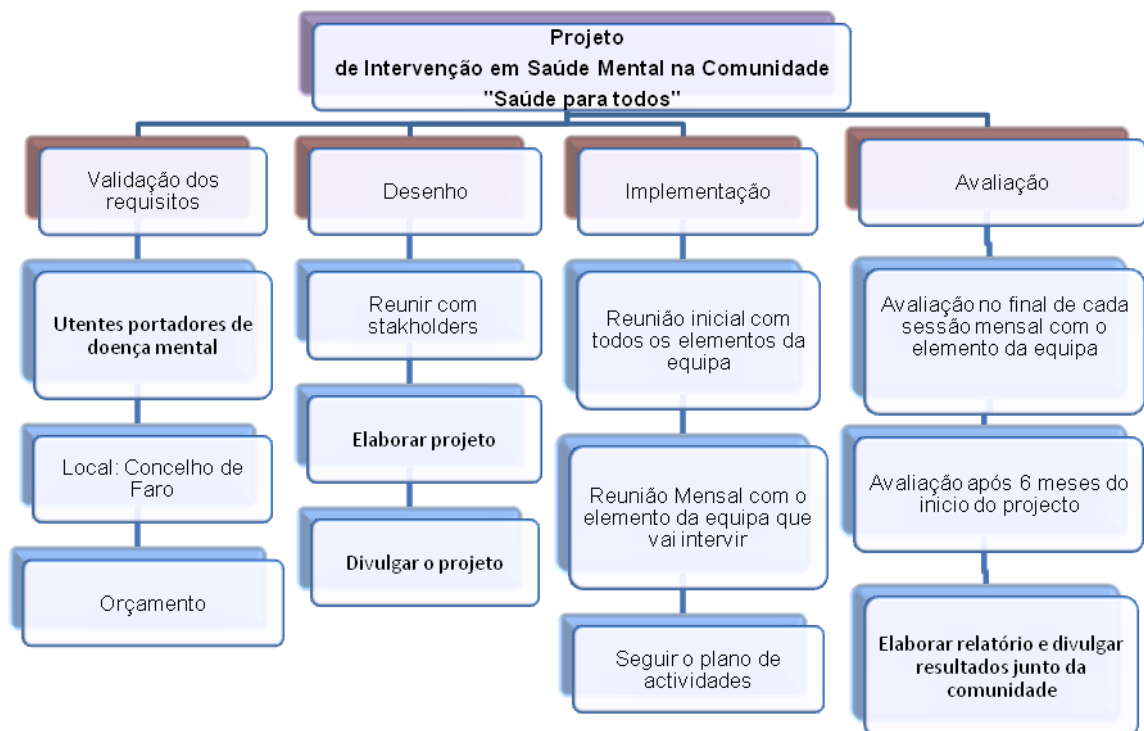 Projeto
de Intervenção em Saúde Mental na Comunidade
"Saúde para todos"
Validação dos
requisitos
Utentes portadores de
doença mental
Local: Concelho de
Faro
Orçamento
Desenho
Reunir com
stakholders
Elaborar projeto
Divulgar o projeto
Implementação
Reunião inicial com
todos os elementos da
equipa
Reunião Mensal com o
elemento da equipa que
vai intervir
Seguir o plano de
actividades
Avaliação
Avaliação no final de cada
sessão mensal com o
elemento da equipa
Avaliação após 6 meses do
inicio do projecto
Elaborar relatório e divulgar
resultados junto da
comunidade